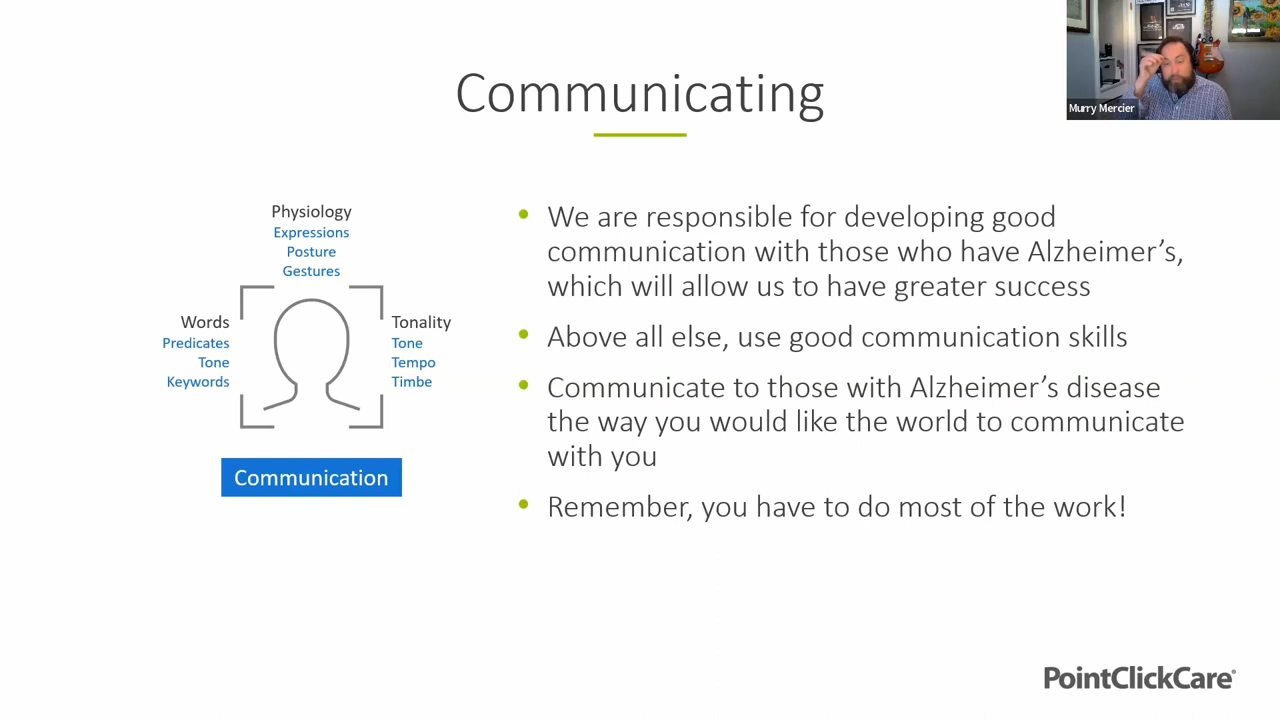 Communicating
Murry Mercier
Physiology
Expressions
Posture
Gestures
Words
Predicates
Tone
Keywords
Tonality
Tone
Tempo
Timbe
Communication
• We are responsible for developing good
communication with those who have Alzheimer’s,
which will allow us to have greater success
• Above all else, use good communication skills
• Communicate to those with Alzheimer’s disease
the way you would like the world to communicate
with you
• Remember, you have to do most of the work!
PointClickCare®